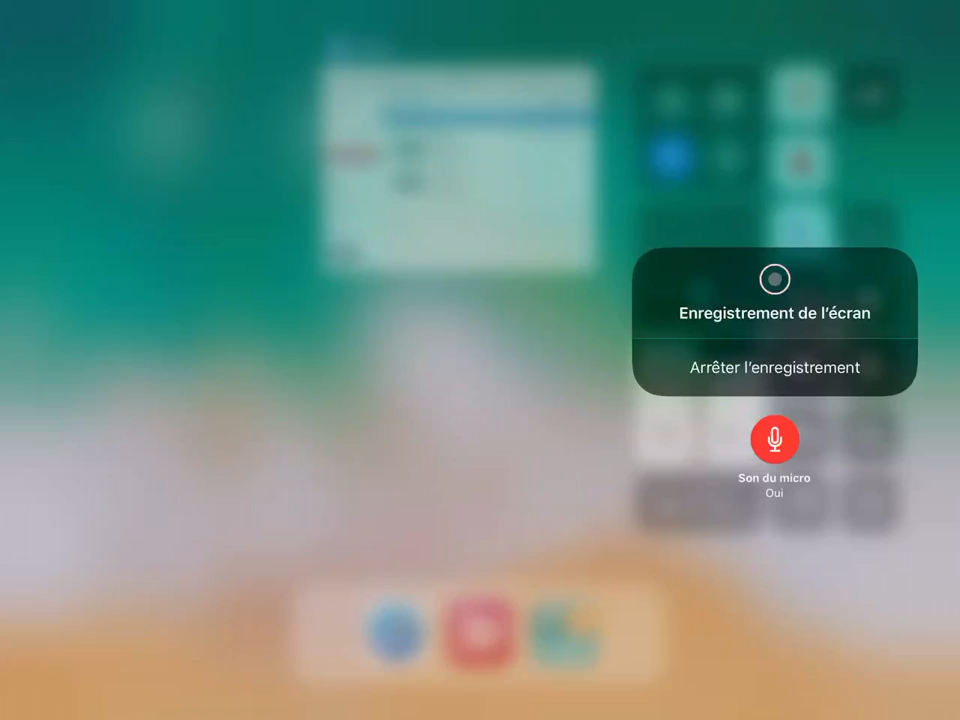 Enregistrement de l’écran
Arrêter l’enregistrement
Son du micro
Oui